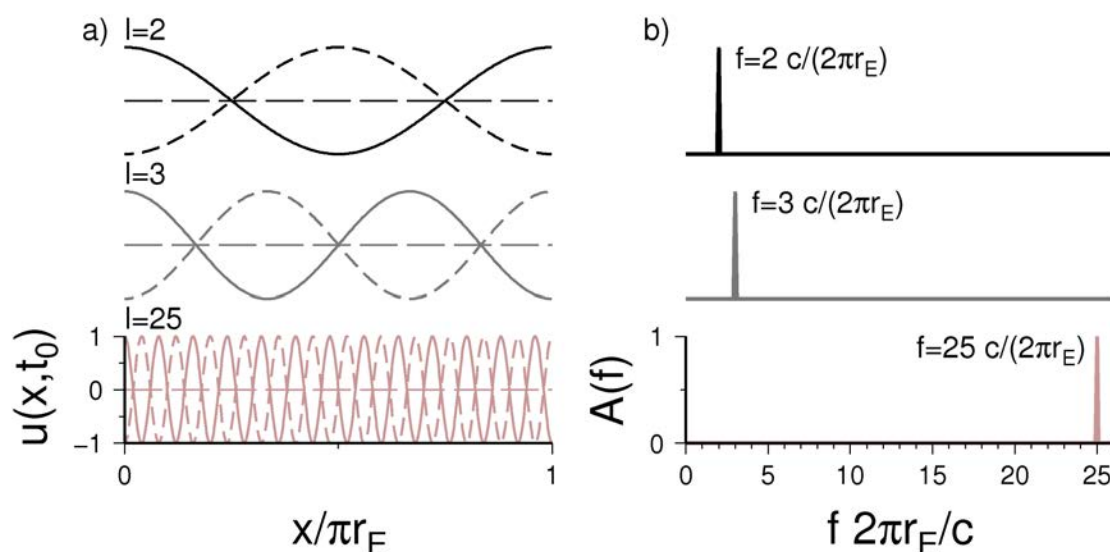 a)
l=2
l=3
l=25
u(x,t₀)
1
0
−1
0
1
x/πr_E
b)
f=2 c/(2πr_E)
f=3 c/(2πr_E)
f=25 c/(2πr_E)
A(f)
1
0
0
5
10
15
20
25
f 2πr_E/c